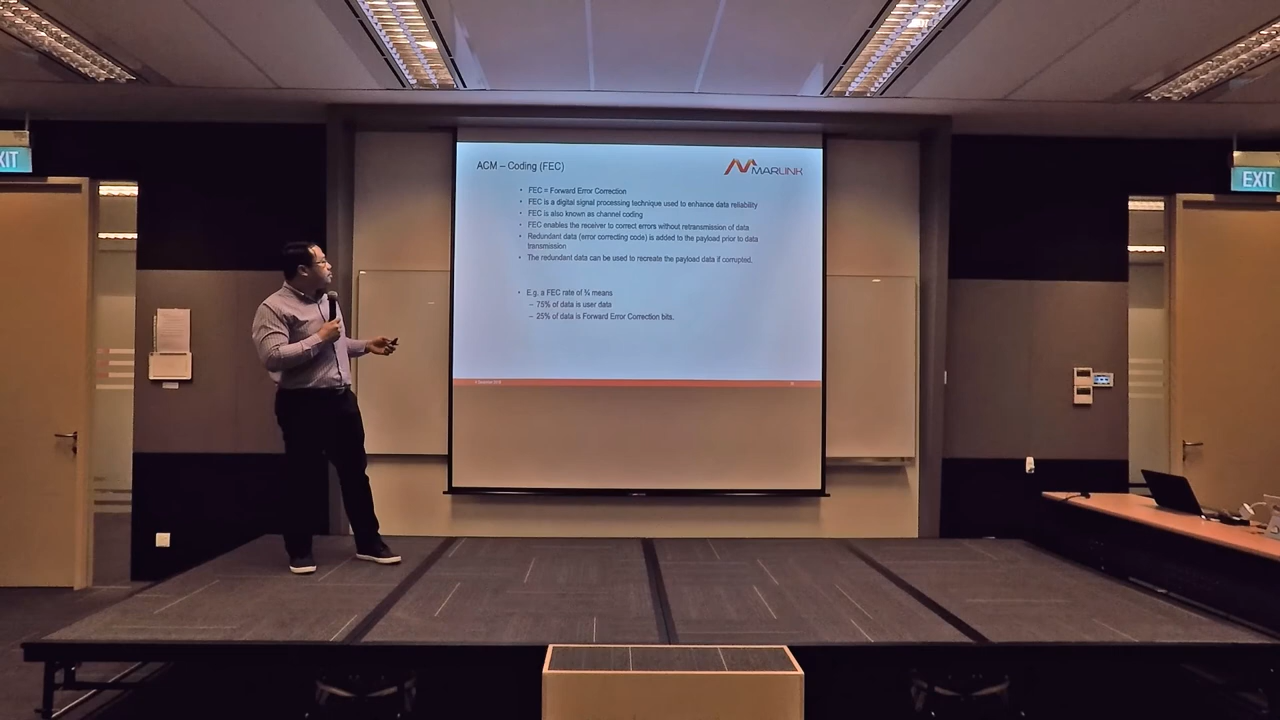 XIT
EXIT
ACM – Coding (FEC)
MARLINK
• FEC = Forward Error Correction
• FEC is a digital signal processing technique used to enhance data reliability
• FEC is also known as channel coding
• FEC enables the receiver to correct errors without retransmission of data
• Redundant data (error correcting code) is added to the payload prior to data
transmission
• The redundant data can be used to recreate the payload data if corrupted.
• E.g. a FEC rate of ¾ means
– 75% of data is user data
– 25% of data is Forward Error Correction bits.